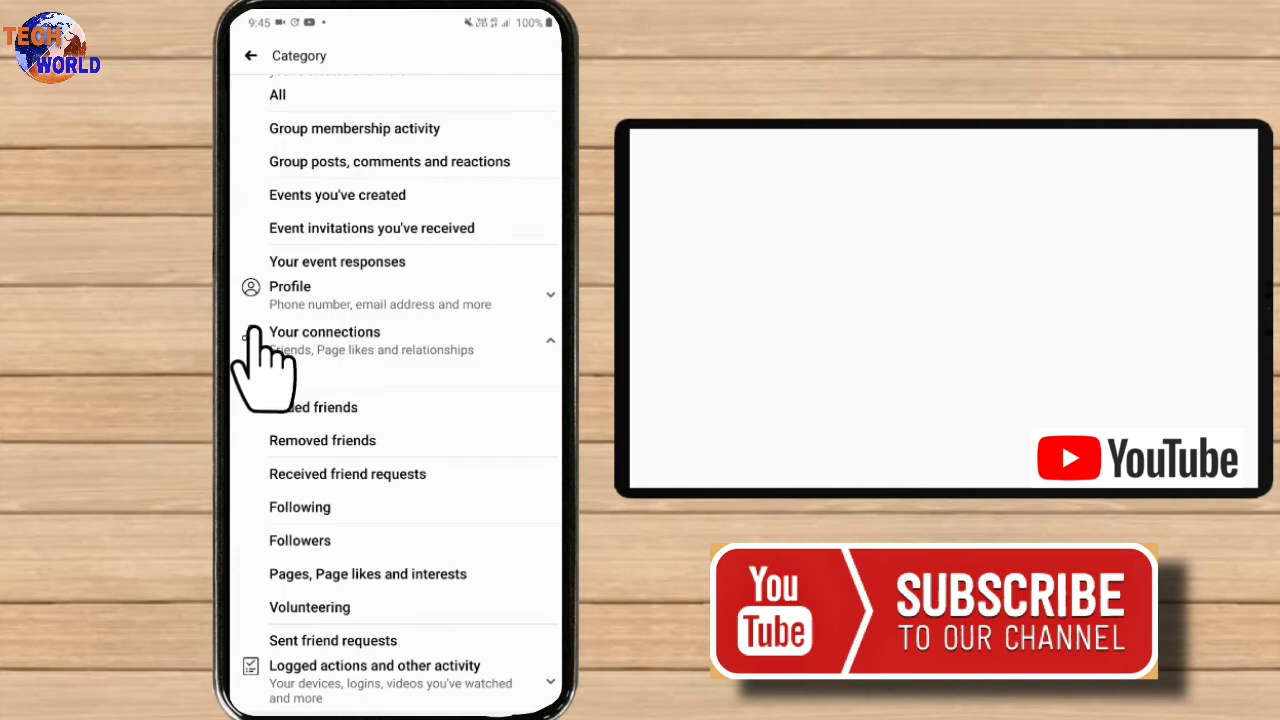 TECH
WORLD
9:45
100%
Category
All
Group membership activity
Group posts, comments and reactions
Events you've created
Event invitations you've received
Your event responses
Profile
Phone number, email address and more
Your connections
Friends, Page likes and relationships
friends
Removed friends
Received friend requests
Following
Followers
Pages, Page likes and interests
Volunteering
Sent friend requests
Logged actions and other activity
Your devices, logins, videos you've watched
and more
YouTube
You
Tube
SUBSCRIBE
TO OUR CHANNEL